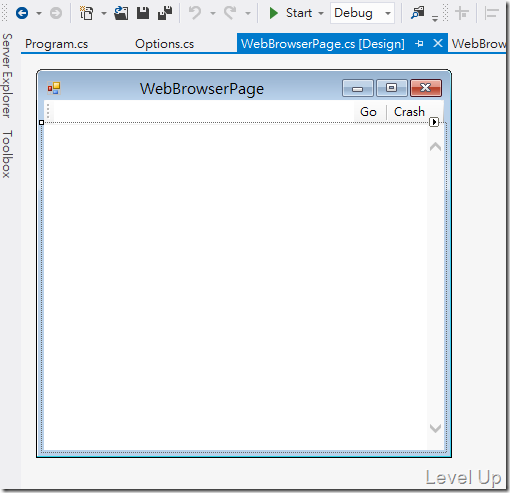 Start Debug
Program.cs Options.cs WebBrowserPage.cs [Design] WebBrow
Server Explorer
Toolbox
WebBrowserPage
Go Crash
Level Up